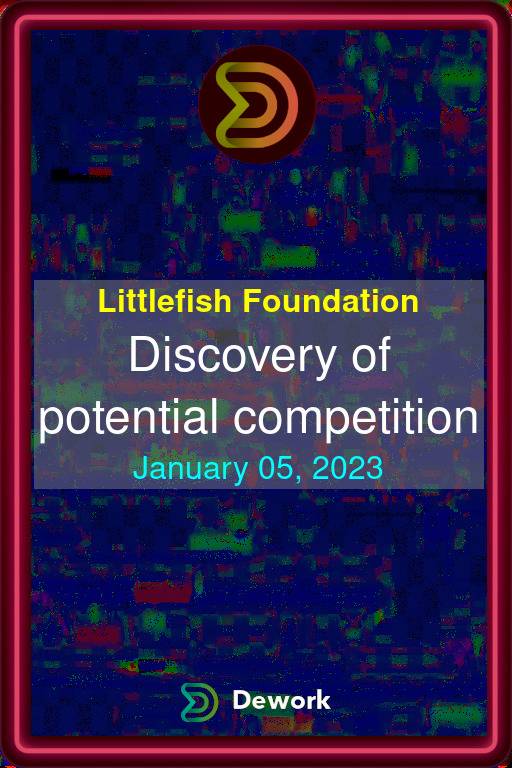 Littlefish Foundation
Discovery of
potential competition
January 05, 2023
Dework